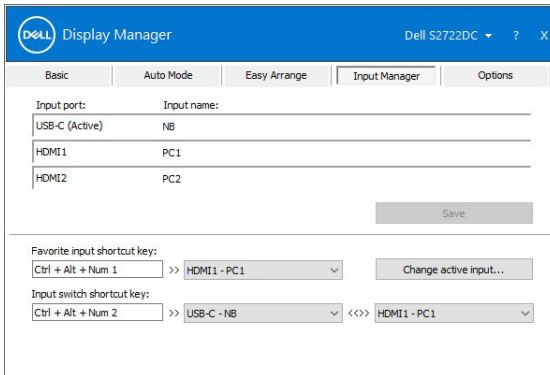 DELL Display Manager Dell S2722DC ? X
Basic Auto Mode Easy Arrange Input Manager Options
Input port: Input name:
USB-C (Active) NB
HDMI1 PC1
HDMI2 PC2
Save
Favorite input shortcut key:
Ctrl + Alt + Num 1 >> HDMI1 - PC1 Change active input...
Input switch shortcut key:
Ctrl + Alt + Num 2 >> USB-C - NB <<>> HDMI1 - PC1